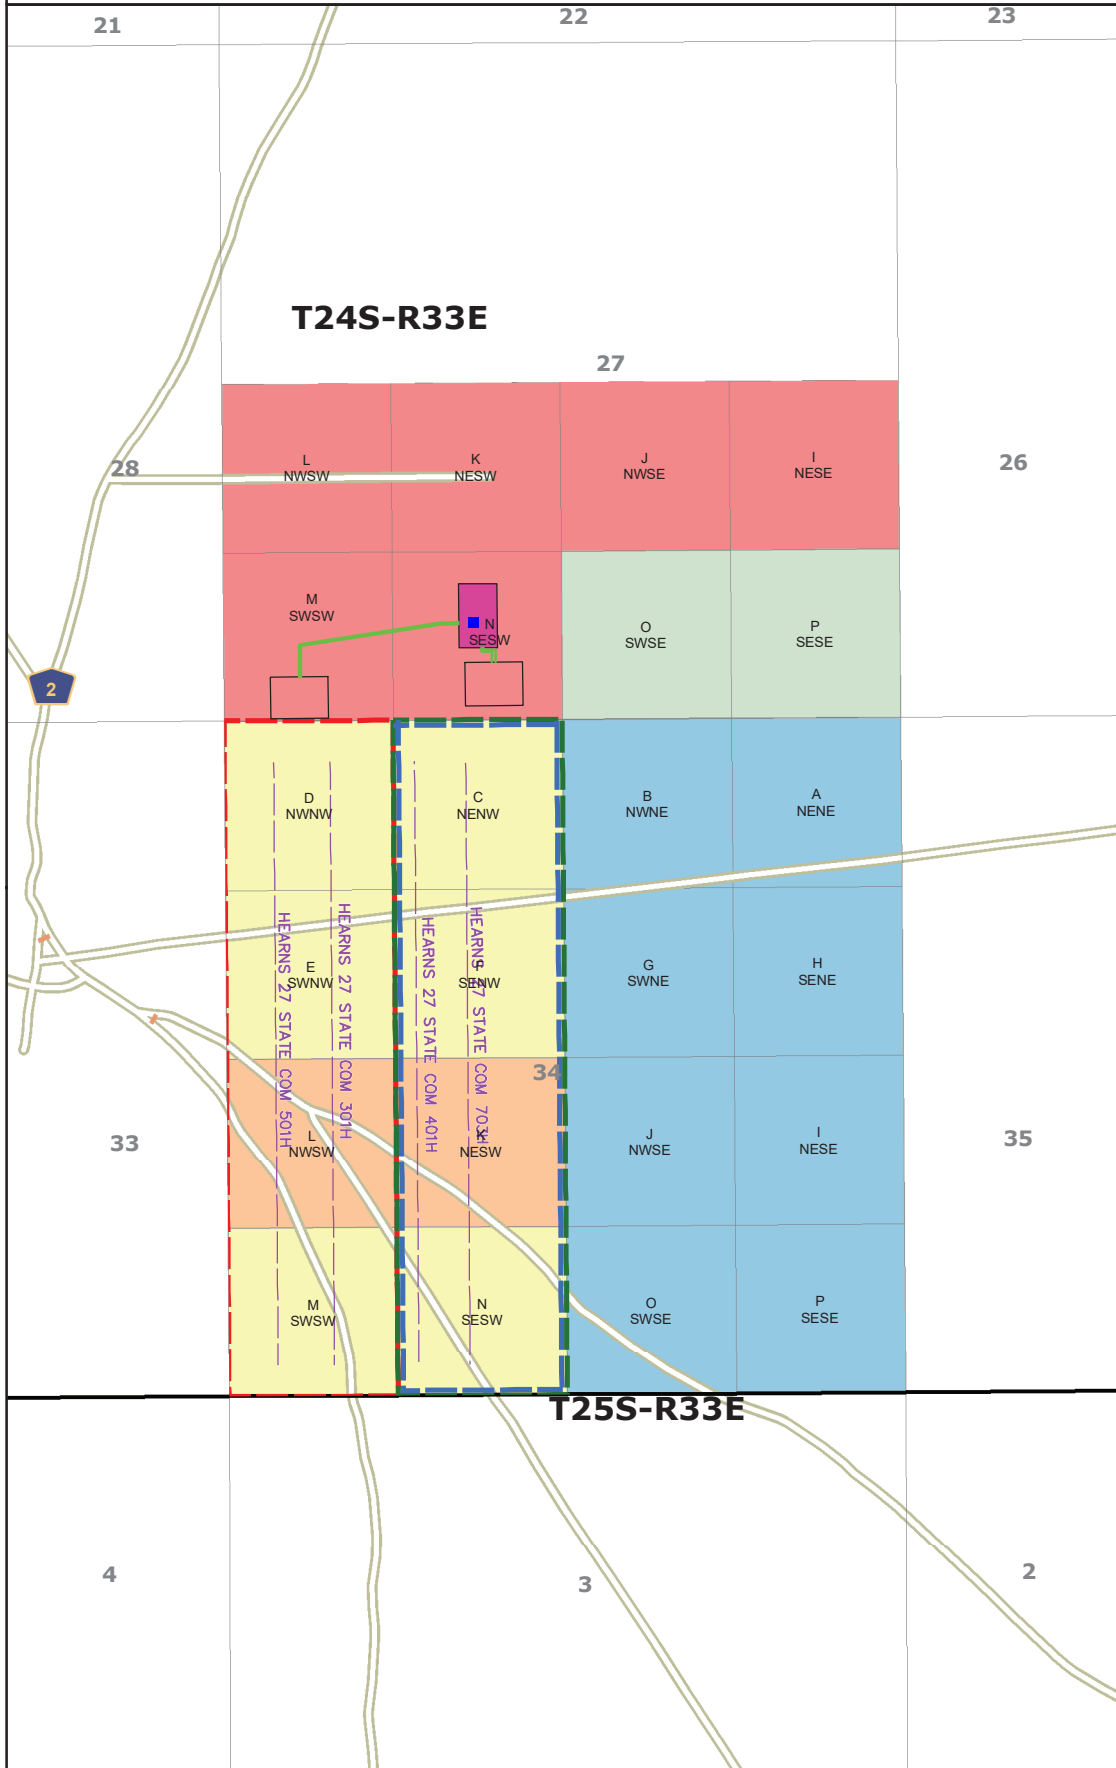 21
22
23
T24S-R33E
27
28
26
L
NWSW
K
NESW
J
NWSE
I
NESE
M
SWSW
N
SESW
O
SWSE
P
SESE
2
D
NWNW
C
NENW
B
NWNE
A
NENE
HEARNS 27 STATE COM 501H
HEARNS 27 STATE COM 301H
HEARNS 27 STATE COM 401H
HEARNS 27 STATE COM 703H
E
SWNW
F
SENW
G
SWNE
H
SENE
34
33
35
L
NWSW
K
NESW
J
NWSE
I
NESE
M
SWSW
N
SESW
O
SWSE
P
SESE
T25S-R33E
4
3
2